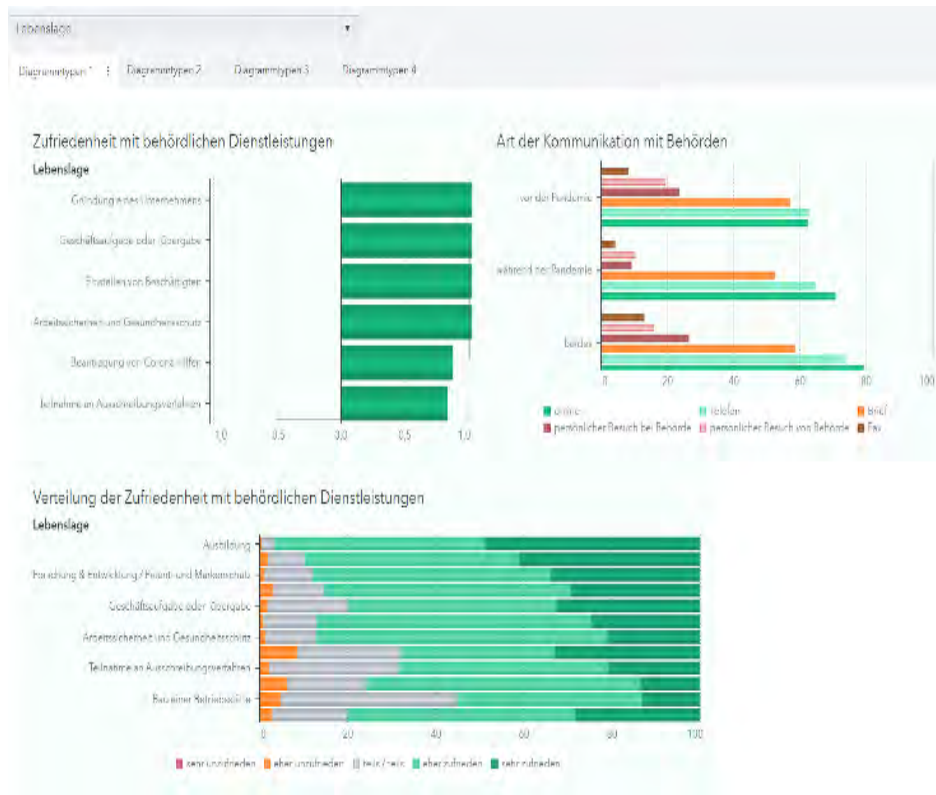 Lebenslage
Diagrammtypen 1 Diagrammtypen 2 Diagrammtypen 3 Diagrammtypen 4
Zufriedenheit mit behördlichen Dienstleistungen
Lebenslage
Gründung eines Unternehmens
Geschäftsaufgabe oder -übergabe
Einstellen von Beschäftigten
Arbeitssicherheit und Gesundheitsschutz
Beantragung von Corona-Hilfen
Teilnahme an Ausschreibungsverfahren
1,0 0,5 0,0 0,5 1,0
Art der Kommunikation mit Behörden
vor der Pandemie
während der Pandemie
beides
0 20 40 60 80 100
online Telefon Brief
persönlicher Besuch bei Behörde persönlicher Besuch von Behörde Fax
Verteilung der Zufriedenheit mit behördlichen Dienstleistungen
Lebenslage
Ausbildung
Forschung & Entwicklung / Patent- und Markenschutz
Geschäftsaufgabe oder -übergabe
Arbeitssicherheit und Gesundheitsschutz
Teilnahme an Ausschreibungsverfahren
Bau einer Betriebsstätte
0 20 40 60 80 100
sehr unzufrieden eher unzufrieden teils / teils eher zufrieden sehr zufrieden